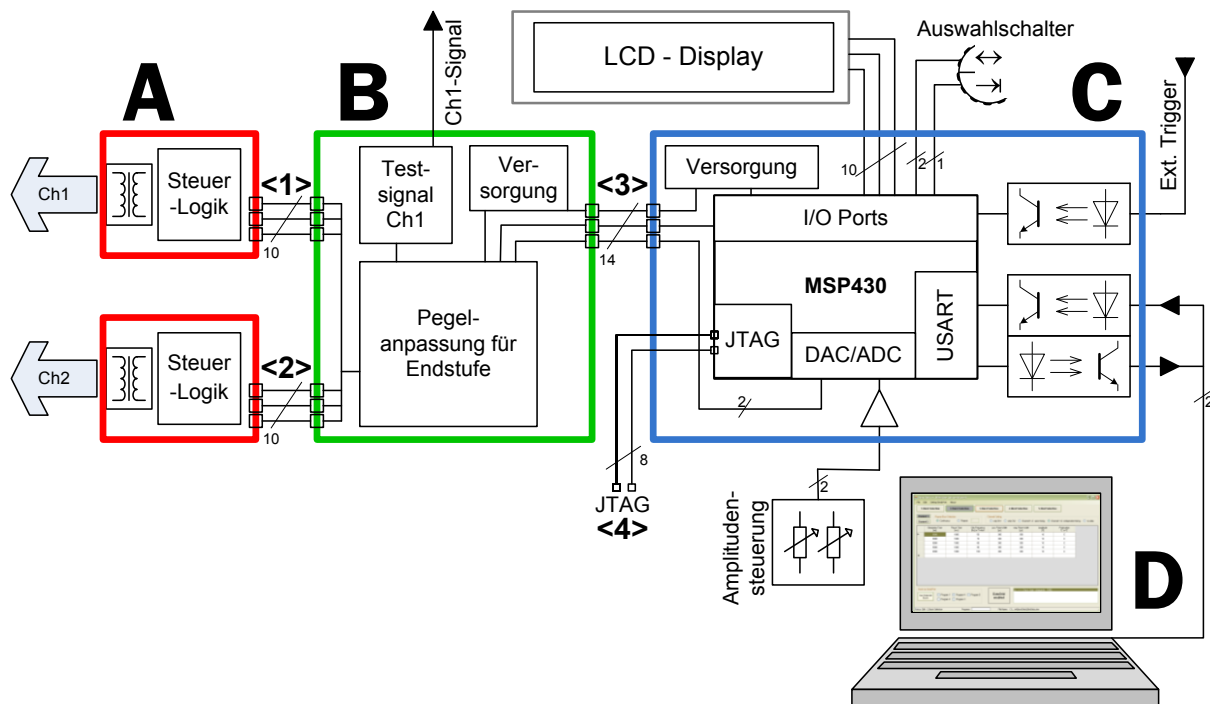 A
B
C
D
Ch1-Signal
LCD - Display
Auswahlschalter
Ext. Trigger
Ch1
Steuer
-Logik
<1>
10
Test-
signal
Ch1
Ver-
sorgung
<3>
14
Versorgung
10
2
1
I/O Ports
MSP430
JTAG
DAC/ADC
USART
Pegel-
anpassung für
Endstufe
Ch2
Steuer
-Logik
<2>
10
2
8
JTAG
<4>
2
2
Amplituden-
steuerung